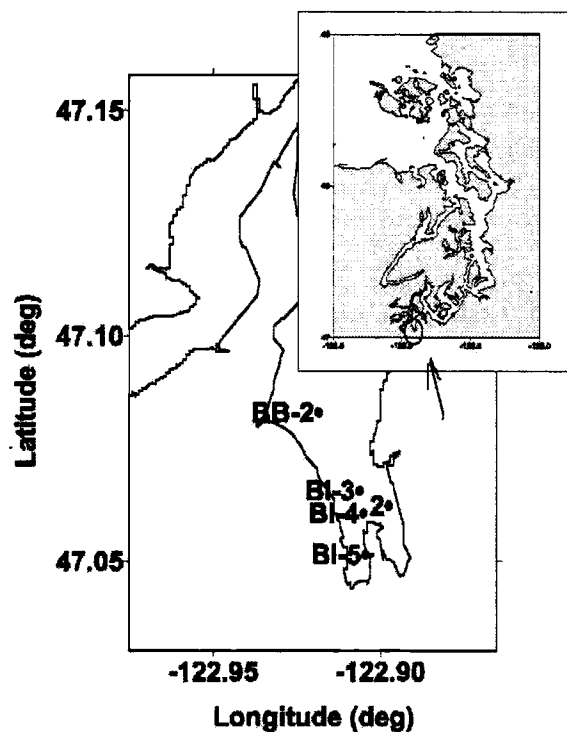 47.15
47.10
47.05
Latitude (deg)
BB-2
BI-3
2
BI-4
BI-5
-122.95
-122.90
Longitude (deg)